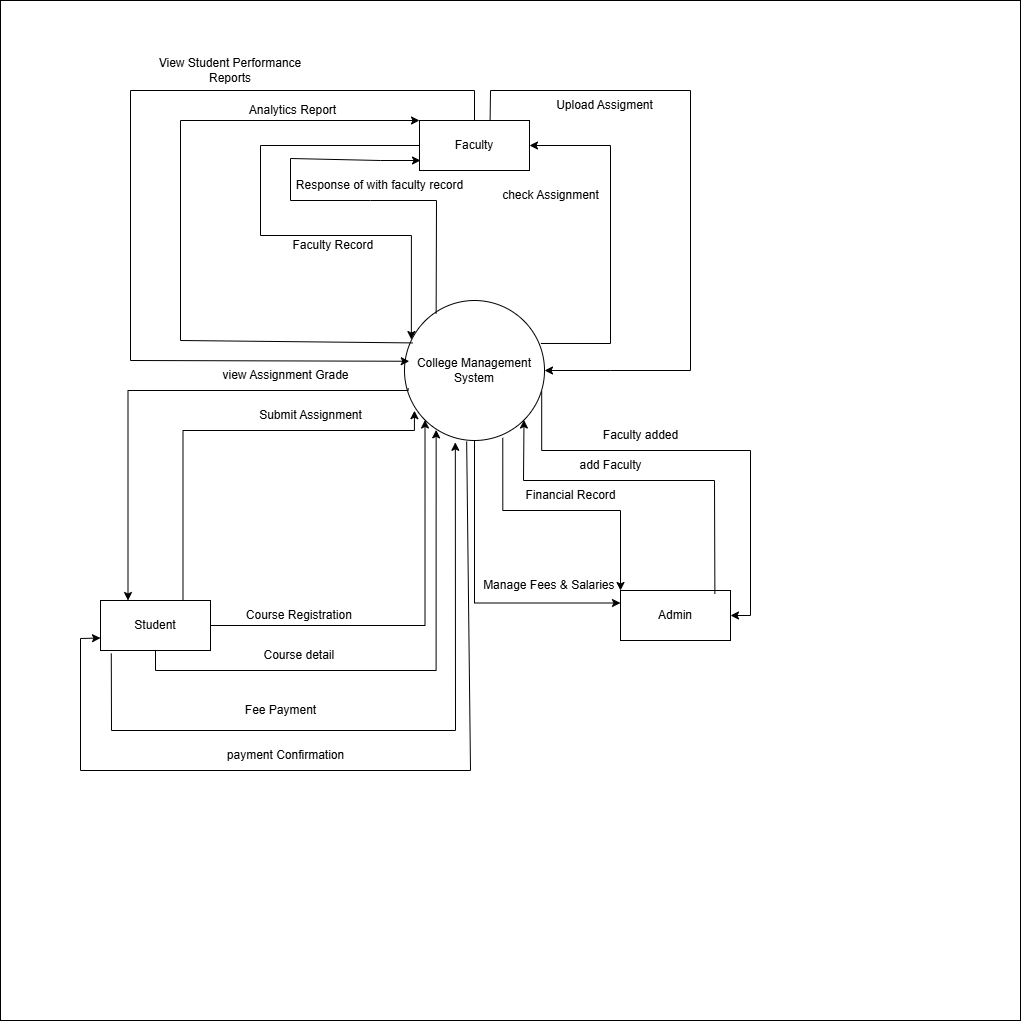 View Student Performance
Reports
Analytics Report
Upload Assigment
Faculty
Response of with faculty record
check Assignment
Faculty Record
College Management
System
view Assignment Grade
Submit Assignment
Faculty added
add Faculty
Financial Record
Manage Fees & Salaries
Course Registration
Admin
Student
Course detail
Fee Payment
payment Confirmation